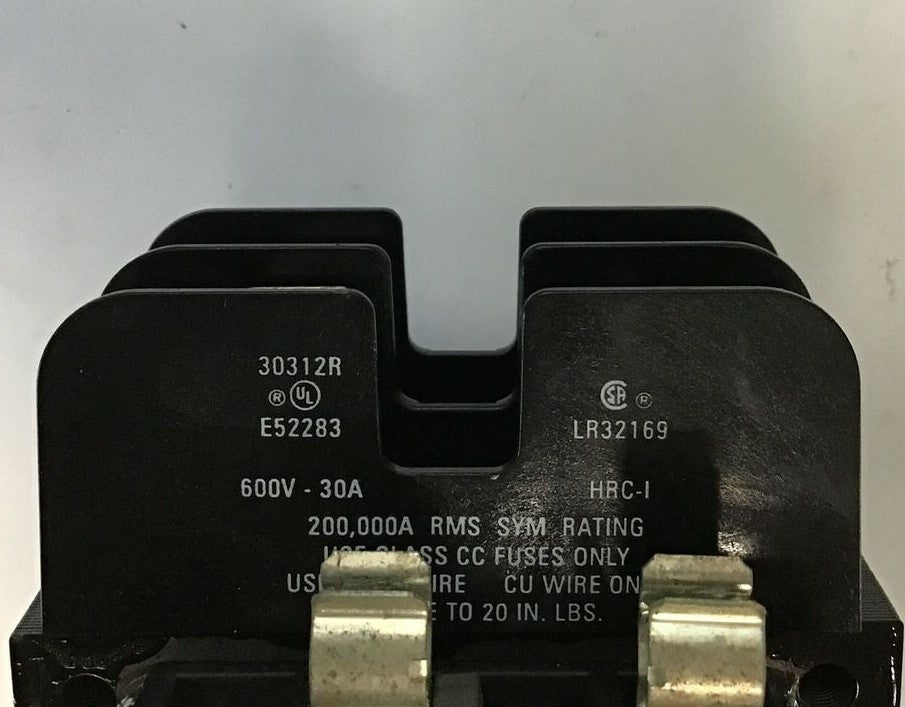 30312R
® UL
E52283
SA ®
LR32169
600V - 30A
HRC-I
200,000A RMS SYM RATING
USE CLASS CC FUSES ONLY
CU WIRE
TO 20 IN. LBS.